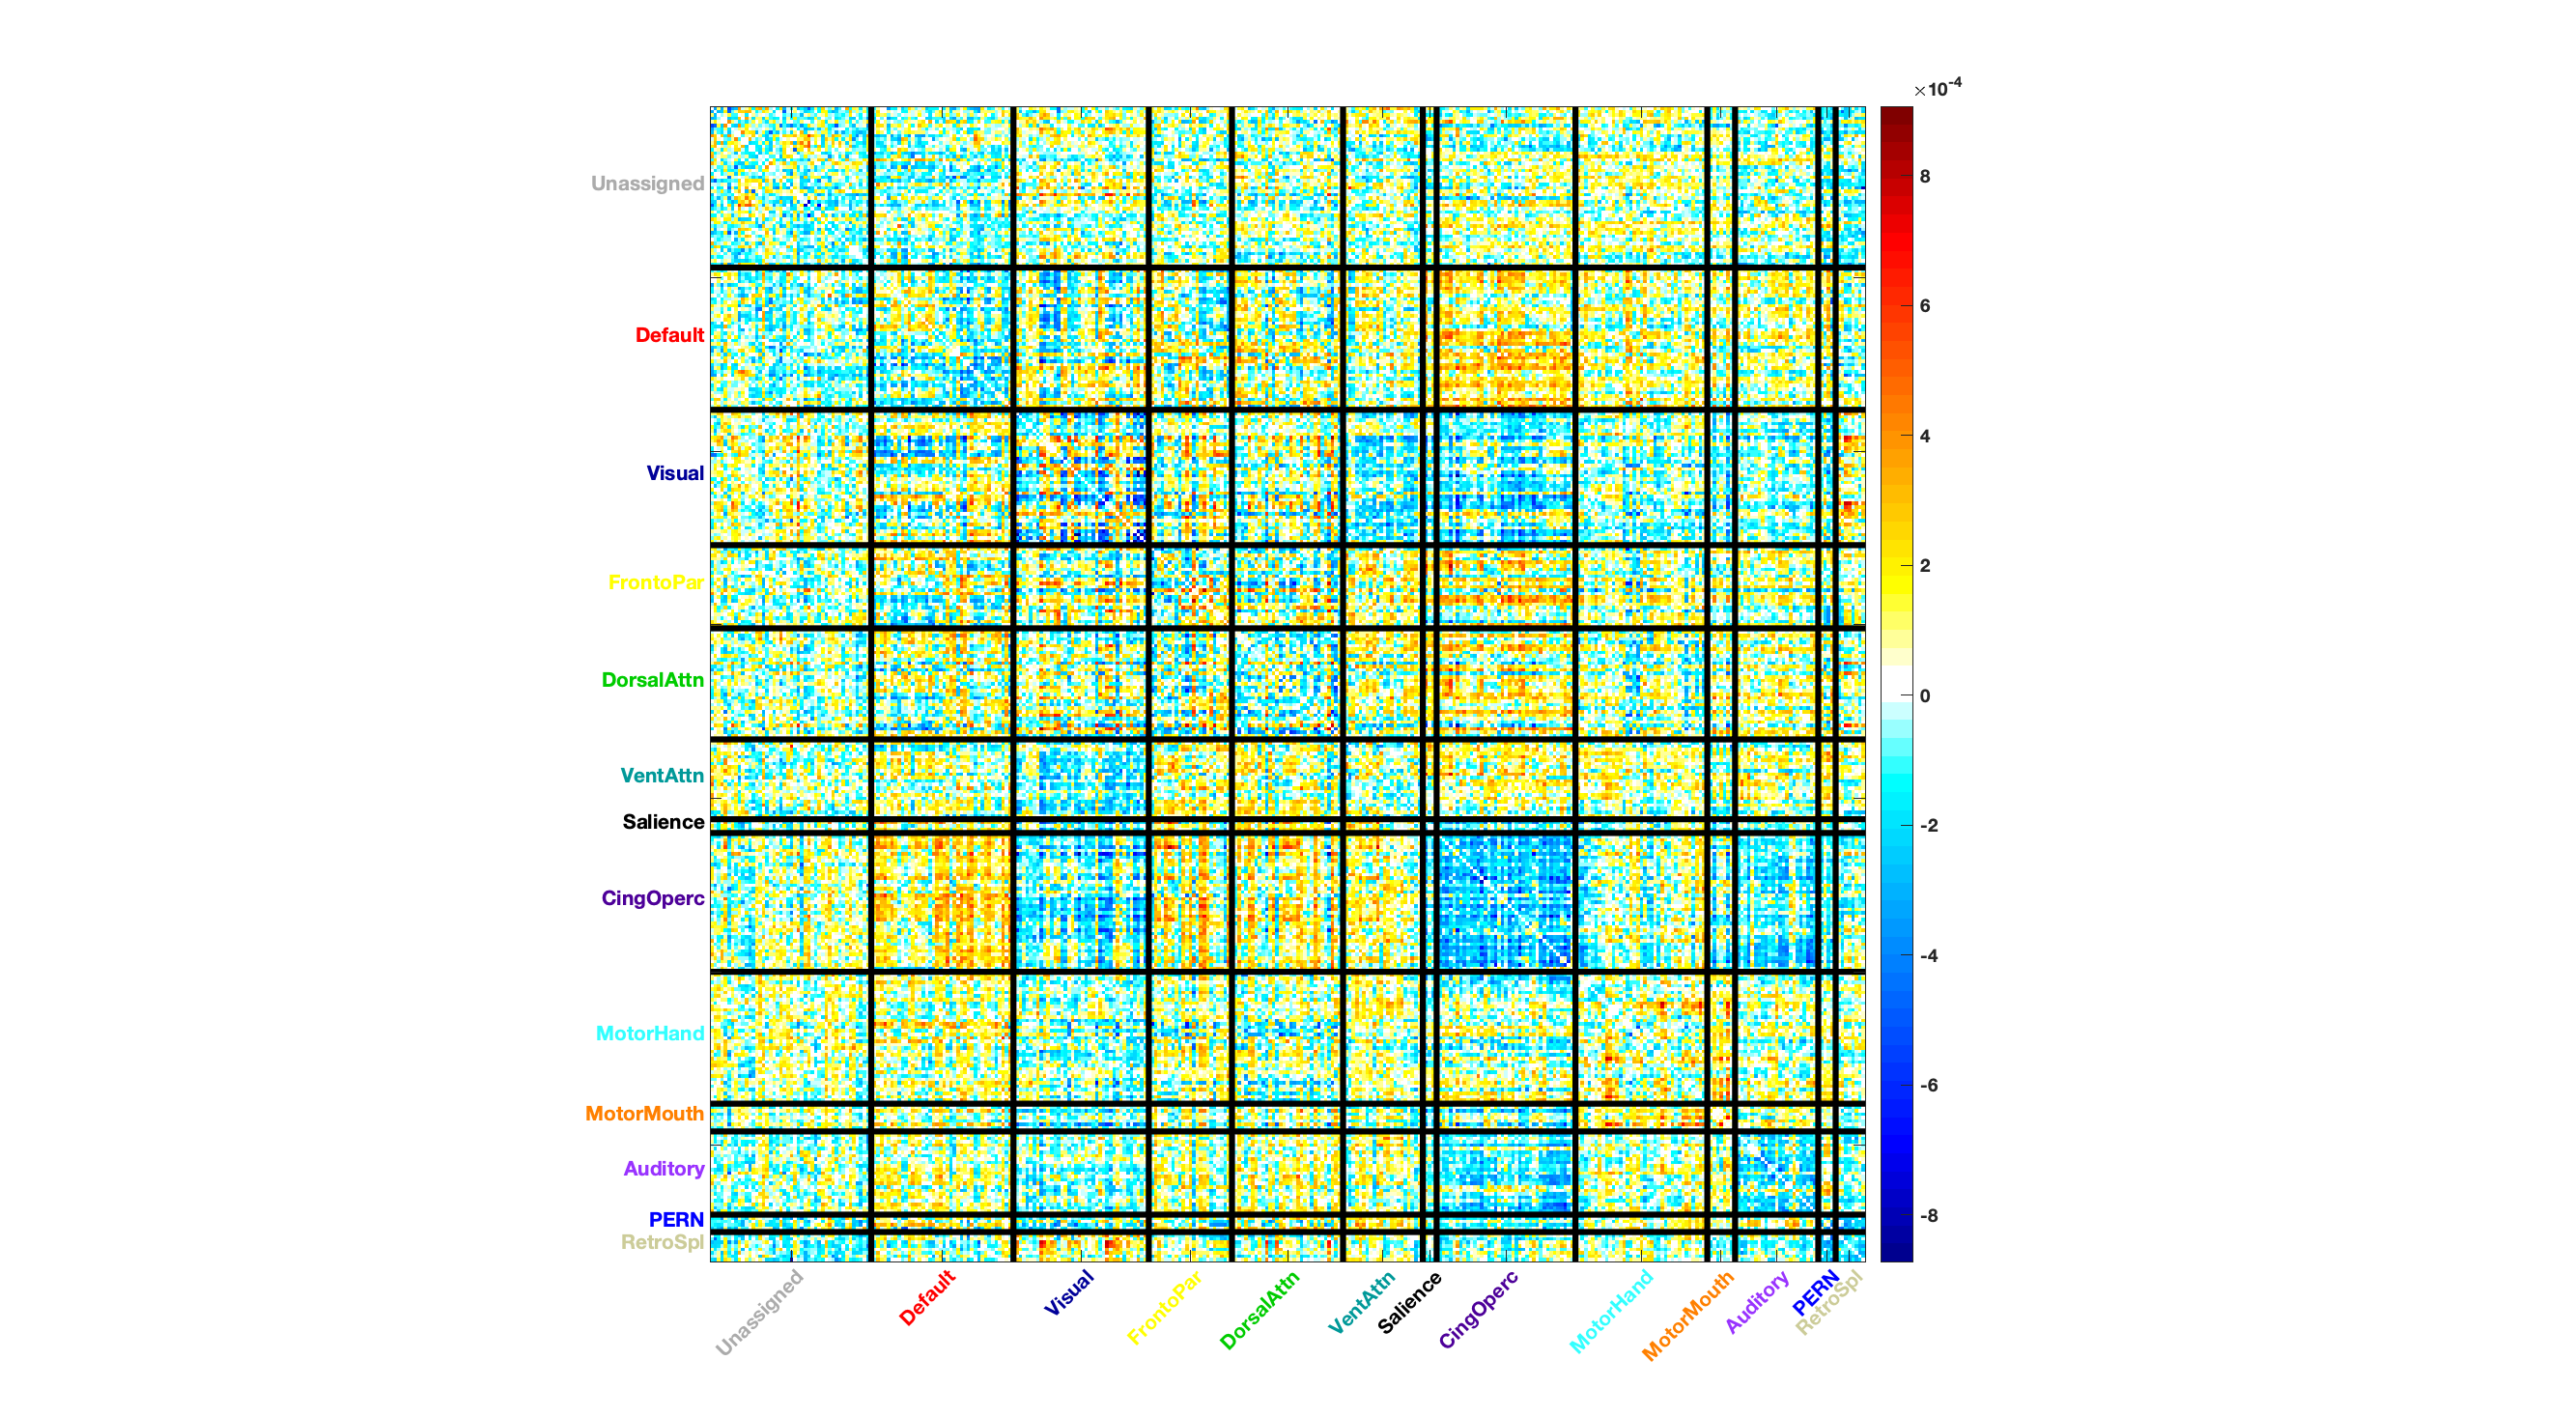 ×10-4
Unassigned
Default
Visual
FrontoPar
DorsalAttn
VentAttn
Salience
CingOperc
MotorHand
MotorMouth
Auditory
PERN
RetroSpl
8
6
4
2
0
-2
-4
-6
-8
Unassigned
Default
Visual
FrontoPar
DorsalAttn
VentAttn
Salience
CingOperc
MotorHand
MotorMouth
Auditory
PERN
RetroSpl